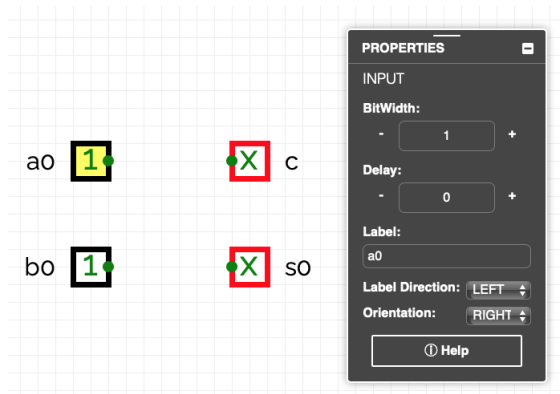 a0 1 X c
b0 1 X s0
PROPERTIES
INPUT
BitWidth:
- 1 +
Delay:
- 0 +
Label:
a0
Label Direction: LEFT
Orientation: RIGHT
Help